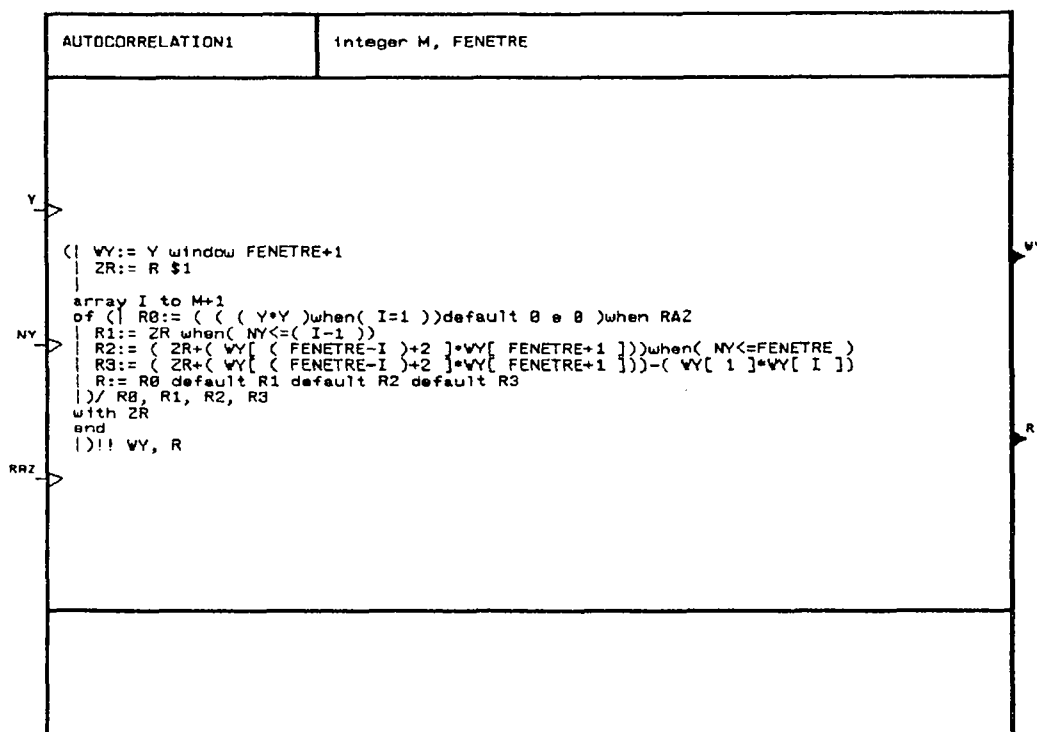 AUTOCORRELATION1
integer M, FENETRE
Y
(| WY:= Y window FENETRE+1
WY
| ZR:= R $1
|
array I to M+1
of (| R0:= ( ( ( Y*Y )when( I=1 ))default 0 e 0 )when RAZ
NY
| R1:= ZR when( NY<=( I-1 ))
| R2:= ( ZR+( WY[ ( FENETRE-I )+2 ]*WY[ FENETRE+1 ]))when( NY<=FENETRE )
| R3:= ( ZR+( WY[ ( FENETRE-I )+2 ]*WY[ FENETRE+1 ]))-( WY[ 1 ]*WY[ I ])
| R:= R0 default R1 default R2 default R3
|)/ R0, R1, R2, R3
with ZR
end
R
|)!! WY, R
RAZ